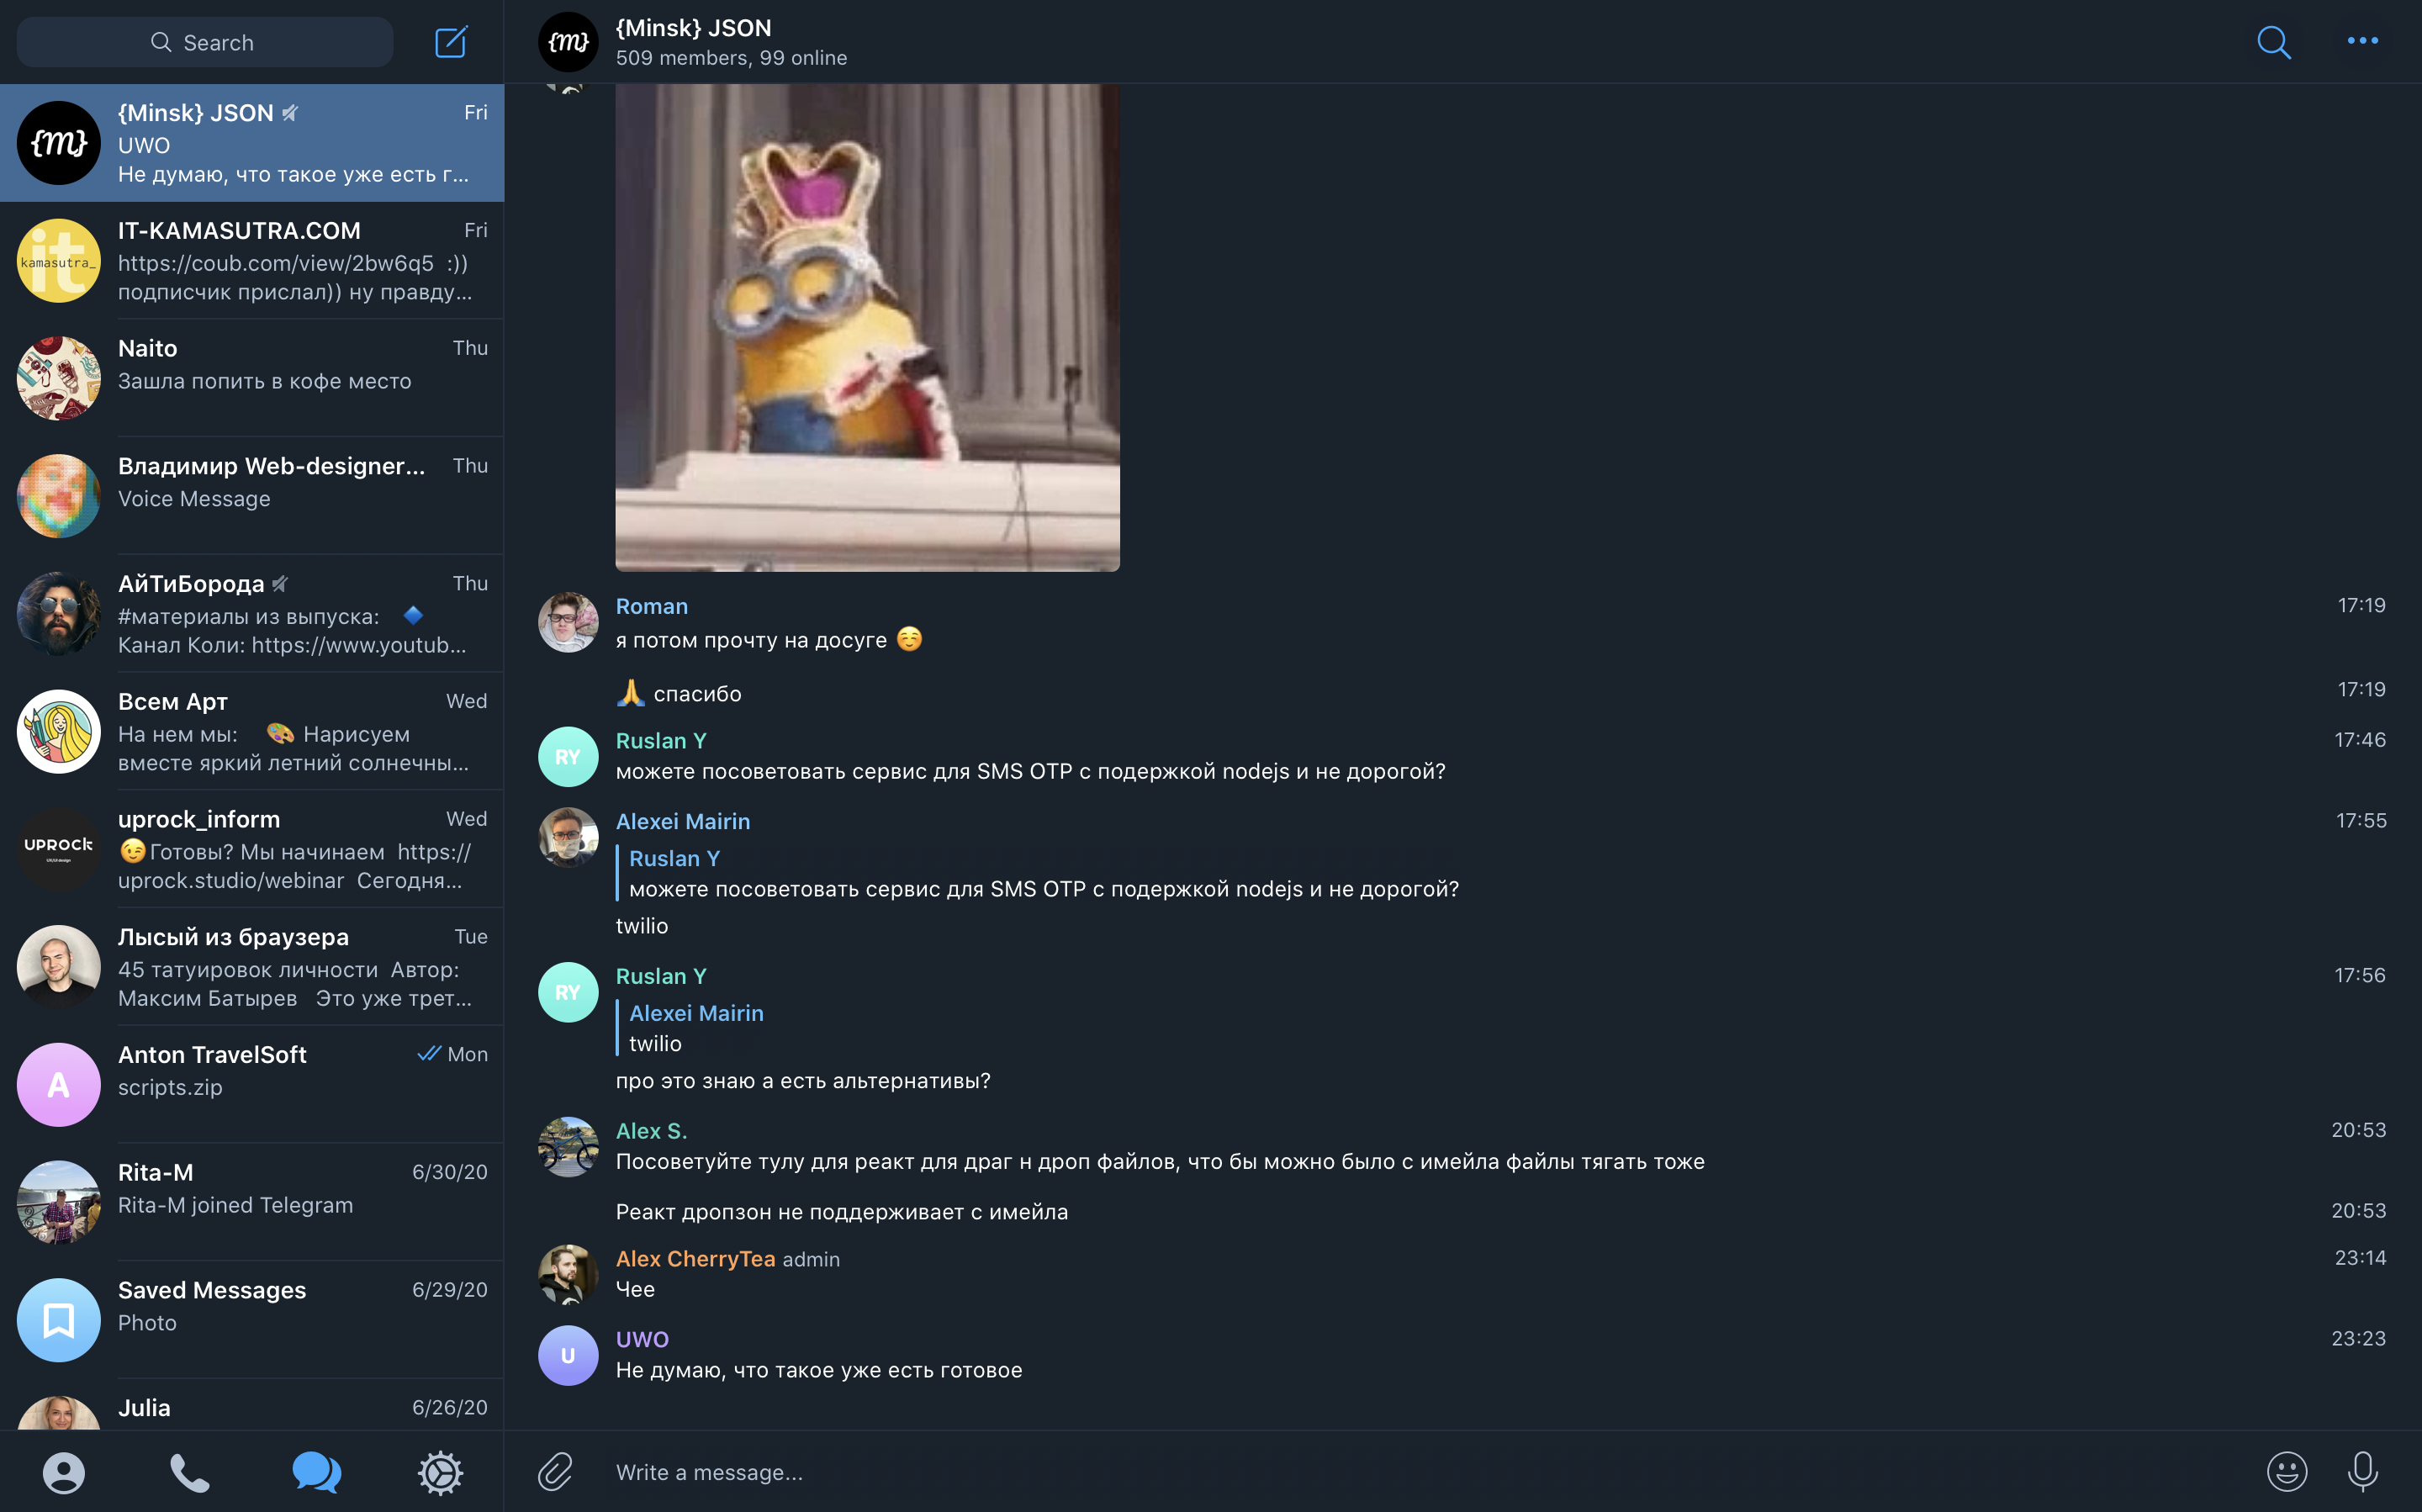 Search
{m} {Minsk} JSON Fri
UWO
Не думаю, что такое уже есть г...
it
kamasutra_
IT-KAMASUTRA.COM Fri
https://coub.com/view/2bw6q5 :))
подписчик прислал)) ну правду...
Naito Thu
Зашла попить в кофе место
Владимир Web-designer... Thu
Voice Message
АйТиБорода Thu
#материалы из выпуска: 🔷
Канал Коли: https://www.youtub...
Всем Арт Wed
На нем мы: 🎨 Нарисуем
вместе яркий летний солнечны...
UPROCK
uprock_inform Wed
😉Готовы? Мы начинаем https://
uprock.studio/webinar Сегодня...
Лысый из браузера Tue
45 татуировок личности Автор:
Максим Батырев Это уже трет...
A
Anton TravelSoft Mon
scripts.zip
Rita-M 6/30/20
Rita-M joined Telegram
Saved Messages 6/29/20
Photo
Julia 6/26/20
{m} {Minsk} JSON
509 members, 99 online
Roman 17:19
я потом прочту на досуге ☺️
🙏 спасибо 17:19
RY Ruslan Y 17:46
можете посоветовать сервис для SMS OTP с подержкой nodejs и не дорогой?
Alexei Mairin 17:55
Ruslan Y
можете посоветовать сервис для SMS OTP с подержкой nodejs и не дорогой?
twilio
RY Ruslan Y 17:56
Alexei Mairin
twilio
про это знаю а есть альтернативы?
Alex S. 20:53
Посоветуйте тулу для реакт для драг н дроп файлов, что бы можно было с имейла файлы тягать тоже
Реакт дропзон не поддерживает с имейла 20:53
Alex CherryTea admin 23:14
Чее
U UWO 23:23
Не думаю, что такое уже есть готовое
Write a message...